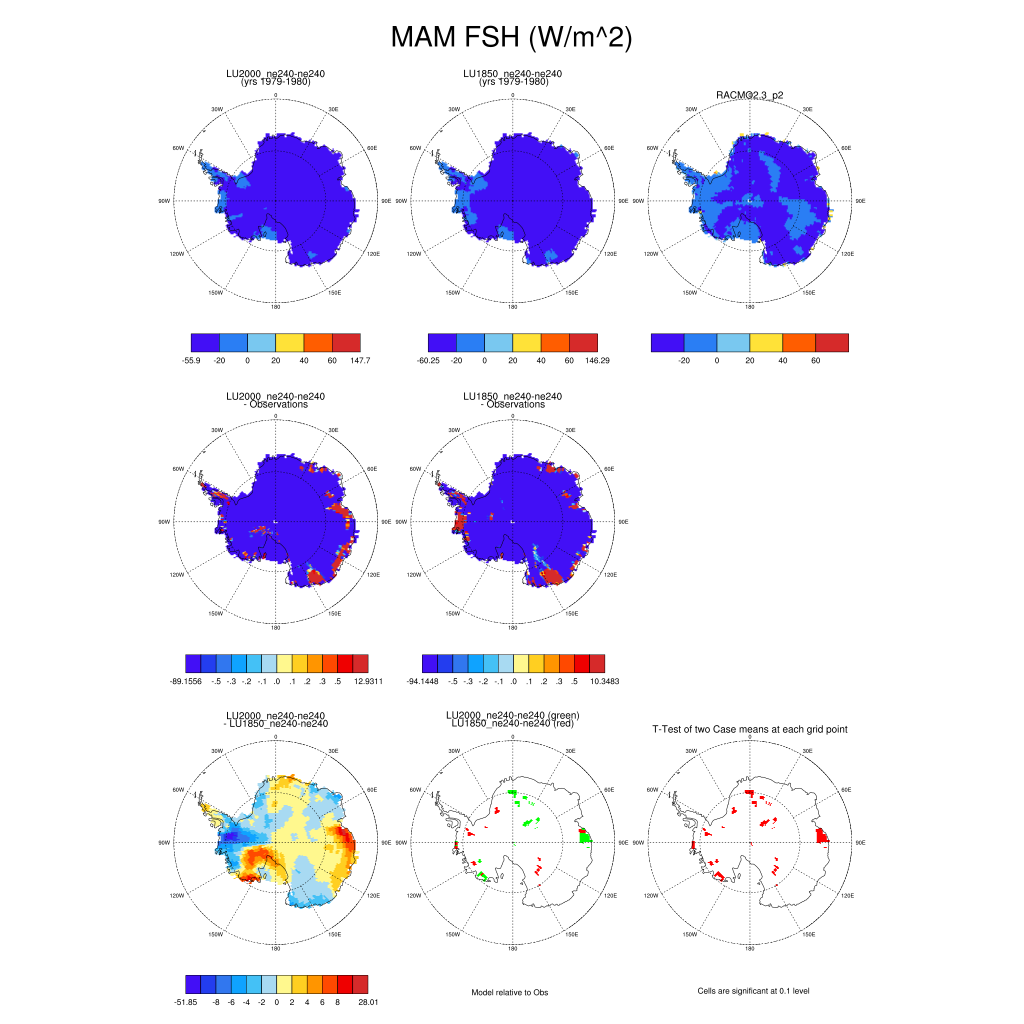 MAM FSH (W/m^2)
LU2000_ne240-ne240
(yrs 1979-1980)
LU1850_ne240-ne240
(yrs 1979-1980)
RACMO2.3_p2
0
30E
60E
90E
120E
150E
180
150W
120W
90W
60W
30W
0
30E
60E
90E
120E
150E
180
150W
120W
90W
60W
30W
0
30E
60E
90E
120E
150E
180
150W
120W
90W
60W
30W
-55.9 -20 0 20 40 60 147.7
-60.25 -20 0 20 40 60 146.29
-20 0 20 40 60
LU2000_ne240-ne240
- Observations
LU1850_ne240-ne240
- Observations
0
30E
60E
90E
120E
150E
180
150W
120W
90W
60W
30W
0
30E
60E
90E
120E
150E
180
150W
120W
90W
60W
30W
-89.1556 -.5 -.3 -.2 -.1 .0 .1 .2 .3 .5 12.9311
-94.1448 -.5 -.3 -.2 -.1 .0 .1 .2 .3 .5 10.3483
LU2000_ne240-ne240
- LU1850_ne240-ne240
LU2000_ne240-ne240 (green)
LU1850_ne240-ne240 (red)
T-Test of two Case means at each grid point
0
30E
60E
90E
120E
150E
180
150W
120W
90W
60W
30W
0
30E
60E
90E
120E
150E
180
150W
120W
90W
60W
30W
0
30E
60E
90E
120E
150E
180
150W
120W
90W
60W
30W
-51.85 -8 -6 -4 -2 0 2 4 6 8 28.01
Model relative to Obs
Cells are significant at 0.1 level